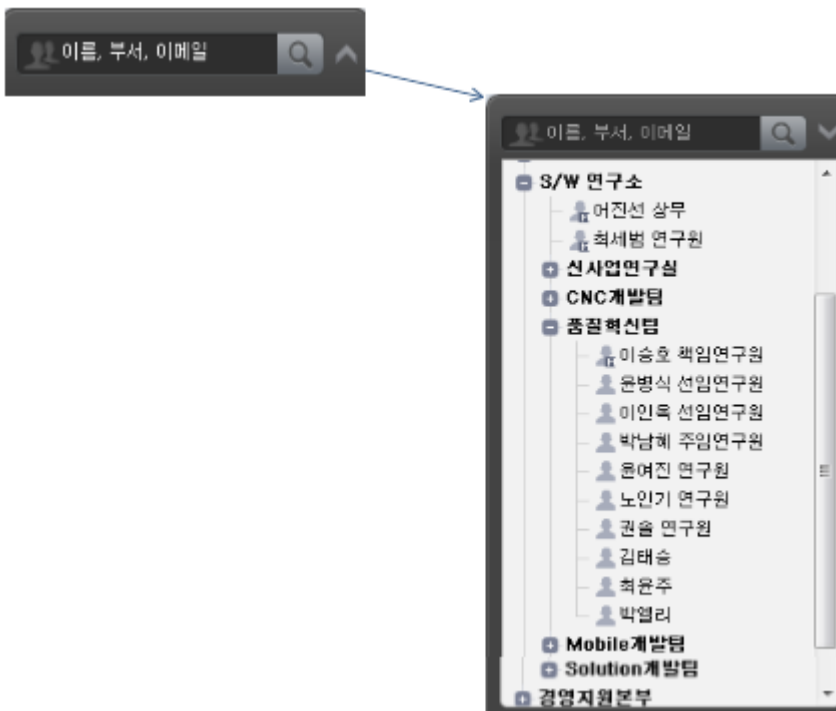 이름, 부서, 이메일
이름, 부서, 이메일
S/W 연구소
어진선 상무
최세범 연구원
신사업연구실
CNC개발팀
품질혁신팀
이승호 책임연구원
윤병식 선임연구원
이인옥 선임연구원
박남혜 주임연구원
윤여진 연구원
노인기 연구원
권솔 연구원
김태승
최윤주
박열리
Mobile개발팀
Solution개발팀
경영지원본부